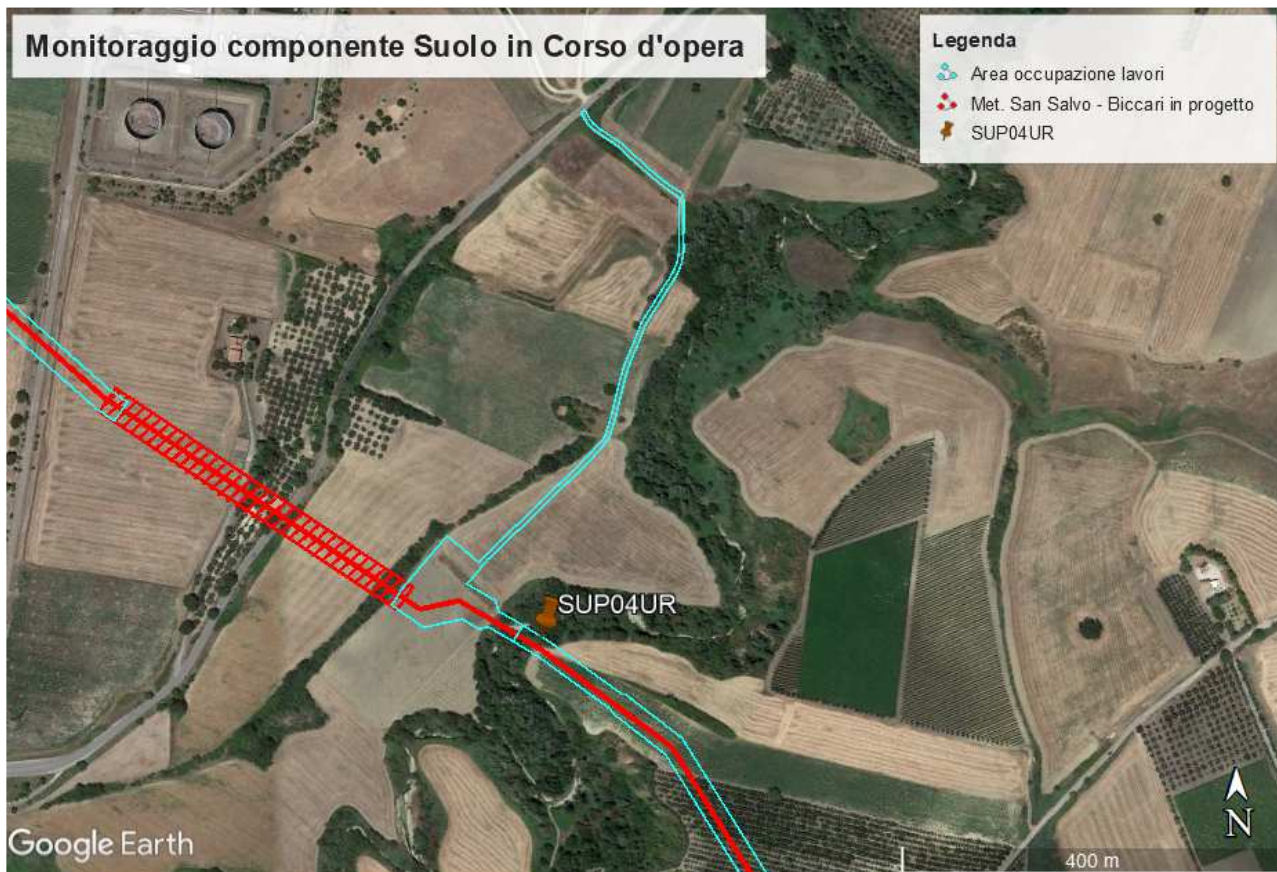 Monitoraggio componente Suolo in Corso d'opera
Legenda
Area occupazione lavori
Met. San Salvo - Biccari in progetto
SUP04UR
SUP04UR
N
Google Earth
400 m